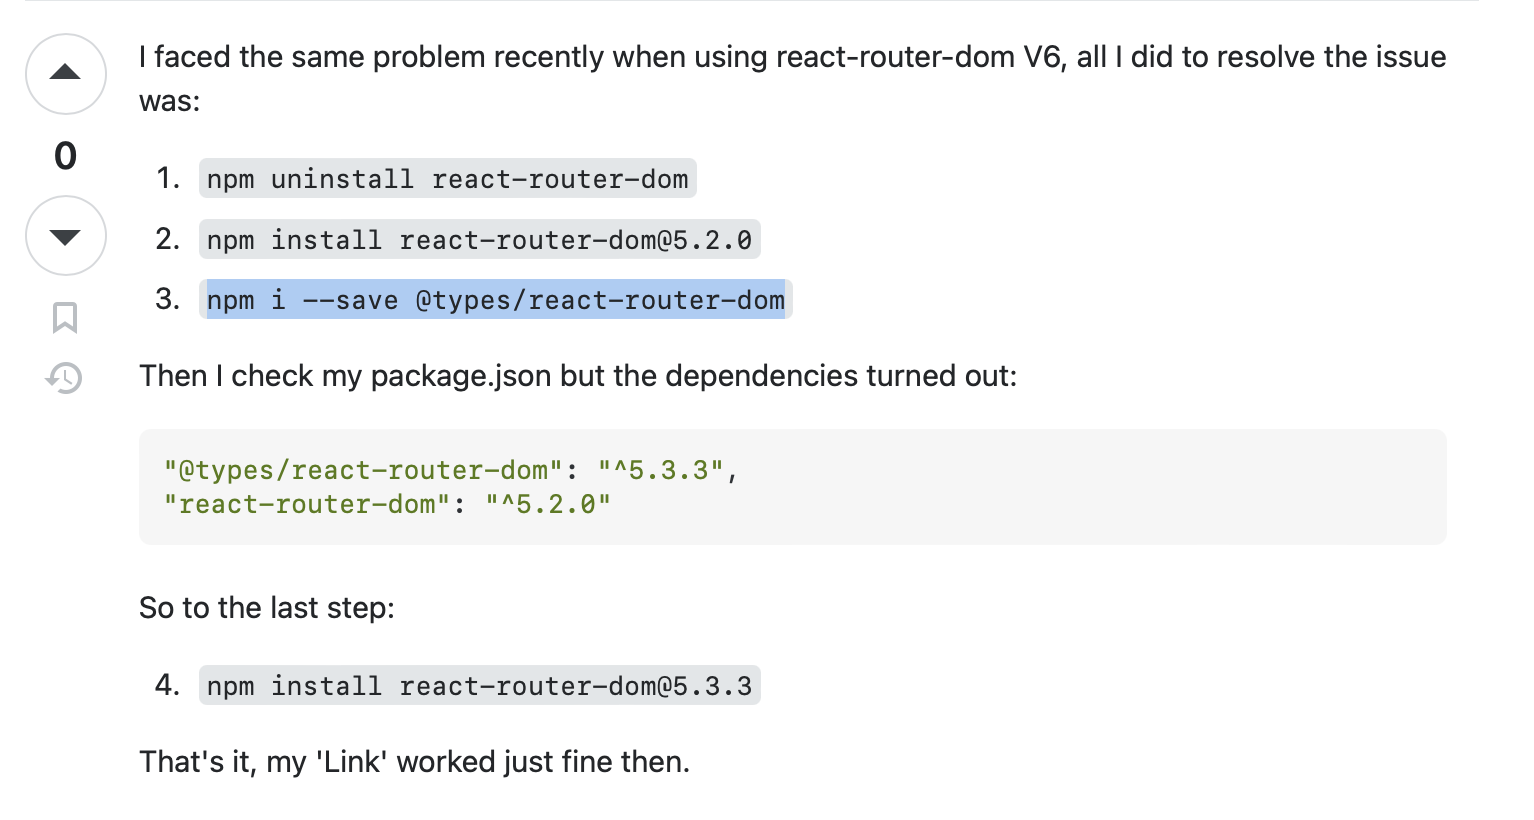 I faced the same problem recently when using react-router-dom V6, all I did to resolve the issue
was:
0
1. npm uninstall react-router-dom
2. npm install react-router-dom@5.2.0
3. npm i --save @types/react-router-dom
Then I check my package.json but the dependencies turned out:
"@types/react-router-dom": "^5.3.3",
"react-router-dom": "^5.2.0"
So to the last step:
4. npm install react-router-dom@5.3.3
That's it, my 'Link' worked just fine then.